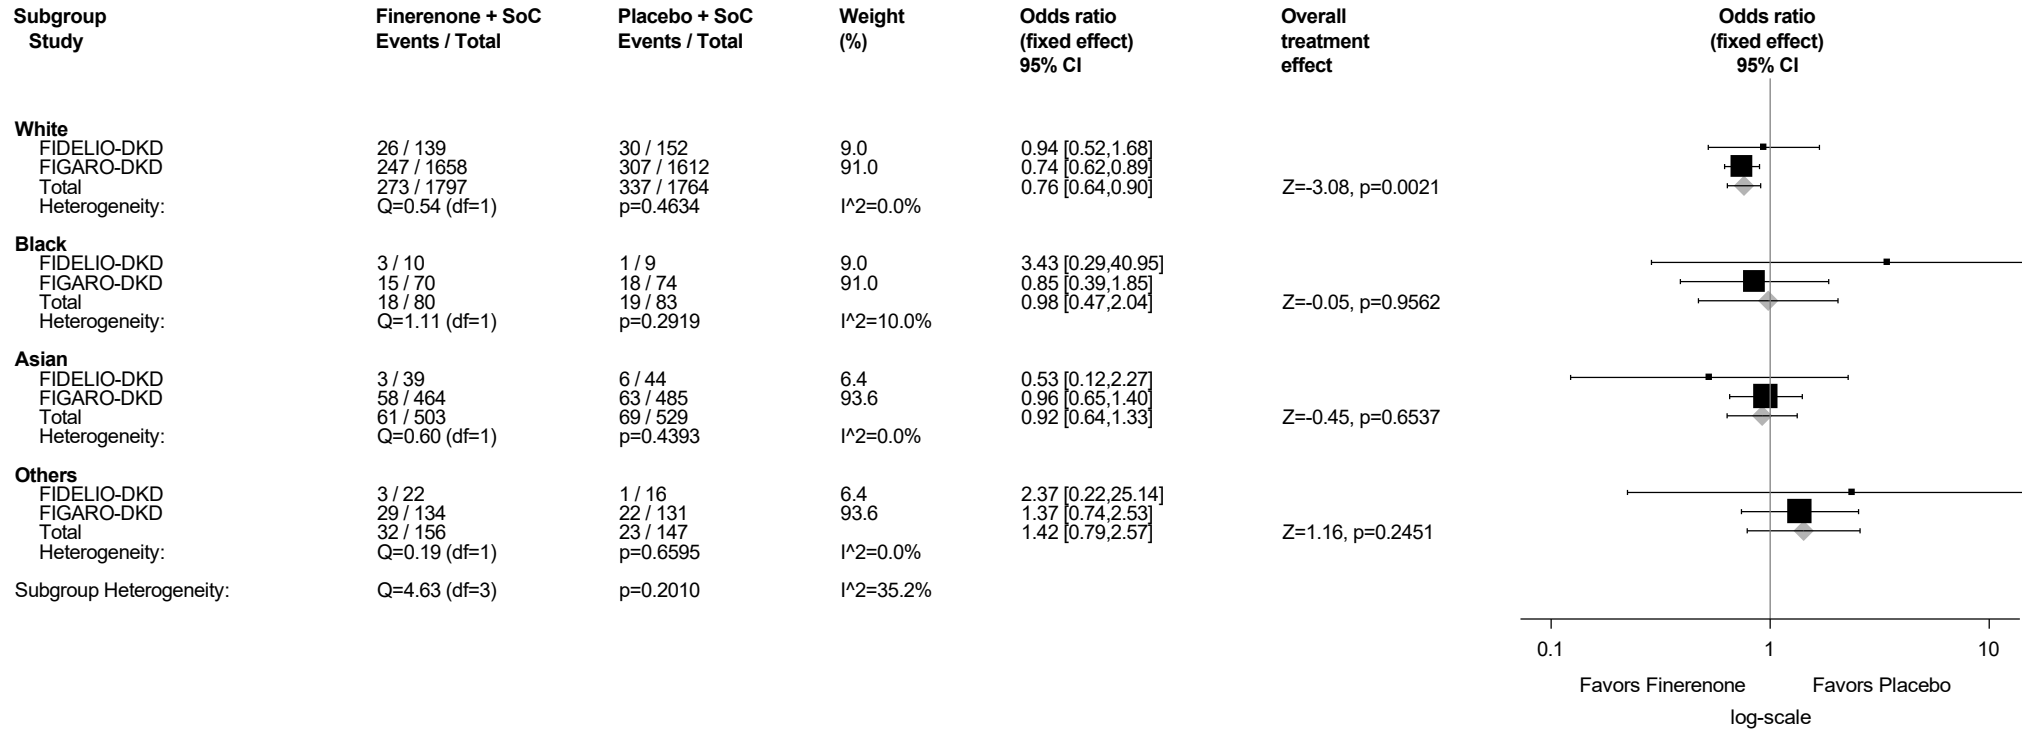 Subgroup Finerenone + SoC Placebo + SoC Weight Odds ratio Overall Odds ratio
Study Events / Total Events / Total (%) (fixed effect) treatment (fixed effect)
95% CI effect 95% CI
White
FIDELIO-DKD 26 / 139 30 / 152 9.0 0.94 [0.52,1.68]
FIGARO-DKD 247 / 1658 307 / 1612 91.0 0.74 [0.62,0.89]
Total 273 / 1797 337 / 1764 0.76 [0.64,0.90] Z=-3.08, p=0.0021
Heterogeneity: Q=0.54 (df=1) p=0.4634 I^2=0.0%
Black
FIDELIO-DKD 3 / 10 1 / 9 9.0 3.43 [0.29,40.95]
FIGARO-DKD 15 / 70 18 / 74 91.0 0.85 [0.39,1.85]
Total 18 / 80 19 / 83 0.98 [0.47,2.04] Z=-0.05, p=0.9562
Heterogeneity: Q=1.11 (df=1) p=0.2919 I^2=10.0%
Asian
FIDELIO-DKD 3 / 39 6 / 44 6.4 0.53 [0.12,2.27]
FIGARO-DKD 58 / 464 63 / 485 93.6 0.96 [0.65,1.40]
Total 61 / 503 69 / 529 0.92 [0.64,1.33] Z=-0.45, p=0.6537
Heterogeneity: Q=0.60 (df=1) p=0.4393 I^2=0.0%
Others
FIDELIO-DKD 3 / 22 1 / 16 6.4 2.37 [0.22,25.14]
FIGARO-DKD 29 / 134 22 / 131 93.6 1.37 [0.74,2.53]
Total 32 / 156 23 / 147 1.42 [0.79,2.57] Z=1.16, p=0.2451
Heterogeneity: Q=0.19 (df=1) p=0.6595 I^2=0.0%
Subgroup Heterogeneity: Q=4.63 (df=3) p=0.2010 I^2=35.2%
0.1 1 10
Favors Finerenone Favors Placebo
log-scale